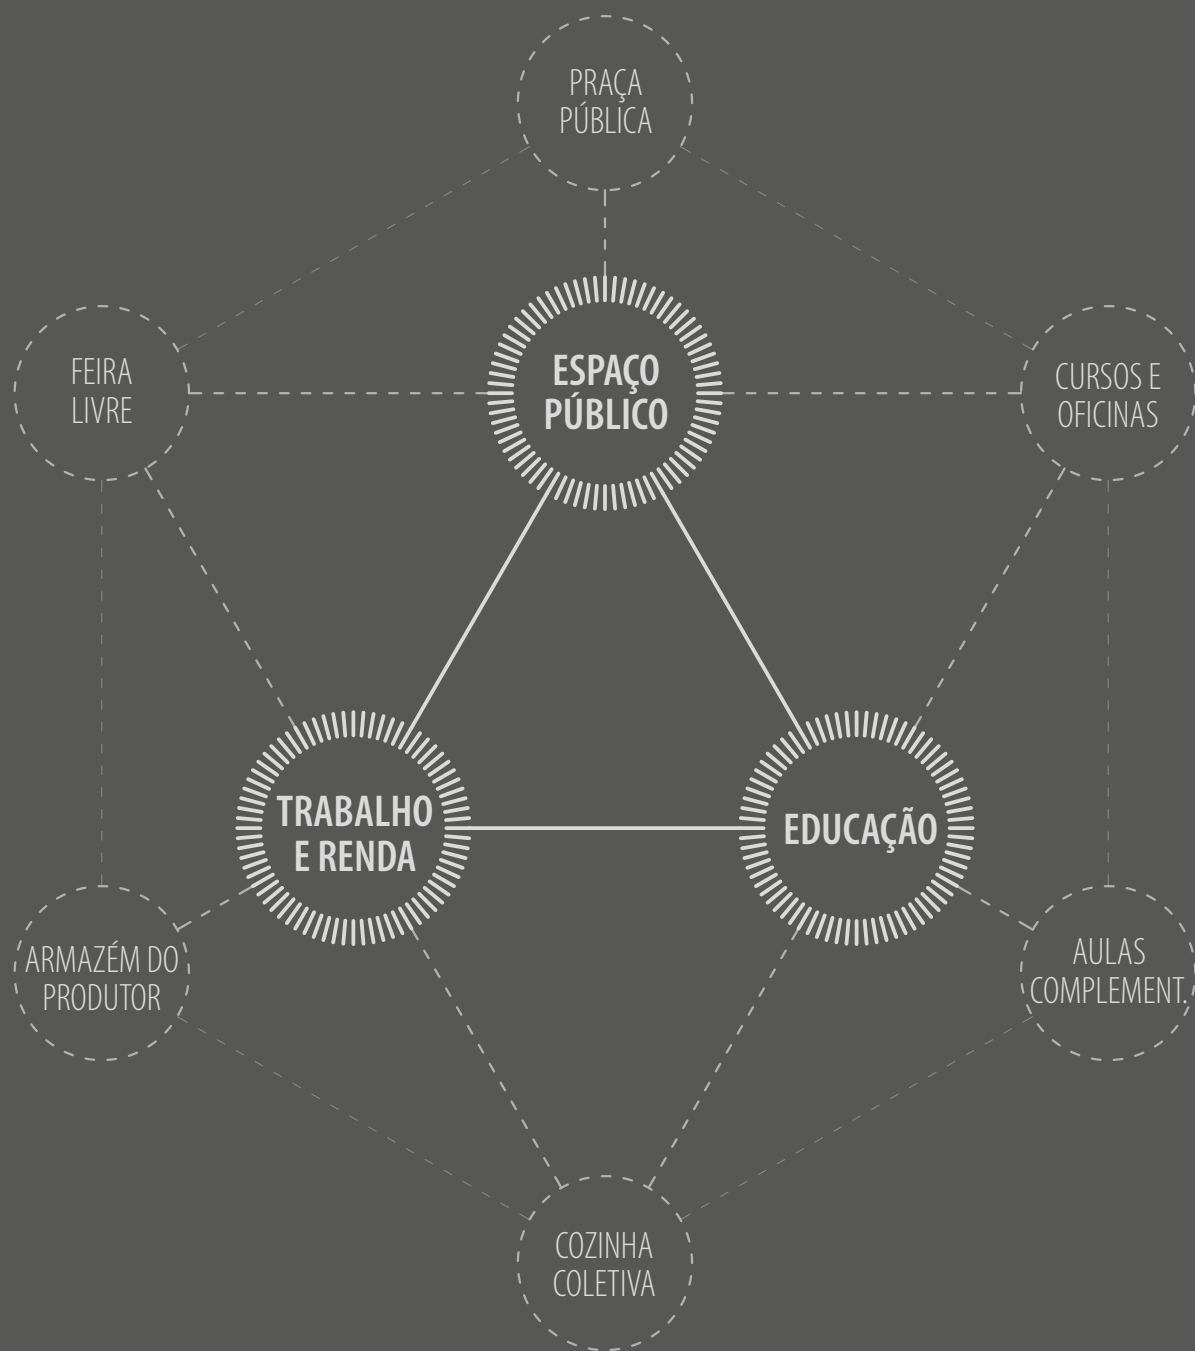 PRAÇA
PÚBLICA
FEIRA
LIVRE
ESPAÇO
PÚBLICO
CURSOS E
OFICINAS
TRABALHO
E RENDA
EDUCAÇÃO
ARMAZÉM DO
PRODUTOR
AULAS
COMPLEMENT.
COZINHA
COLETIVA